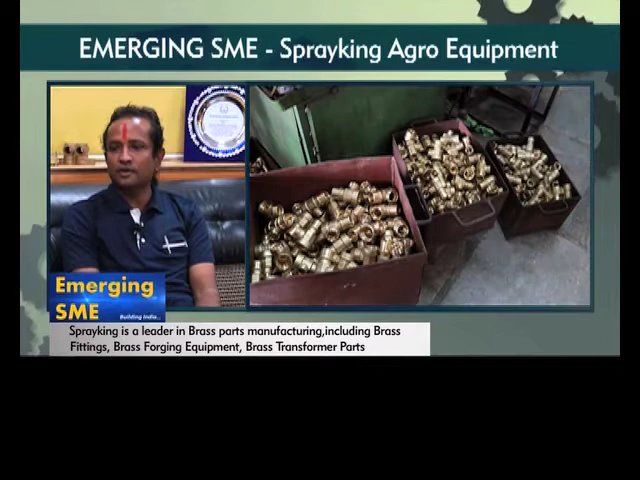 EMERGING SME - Sprayking Agro Equipment
Emerging
SME
Building India...
Sprayking is a leader in Brass parts manufacturing,including Brass
Fittings, Brass Forging Equipment, Brass Transformer Parts